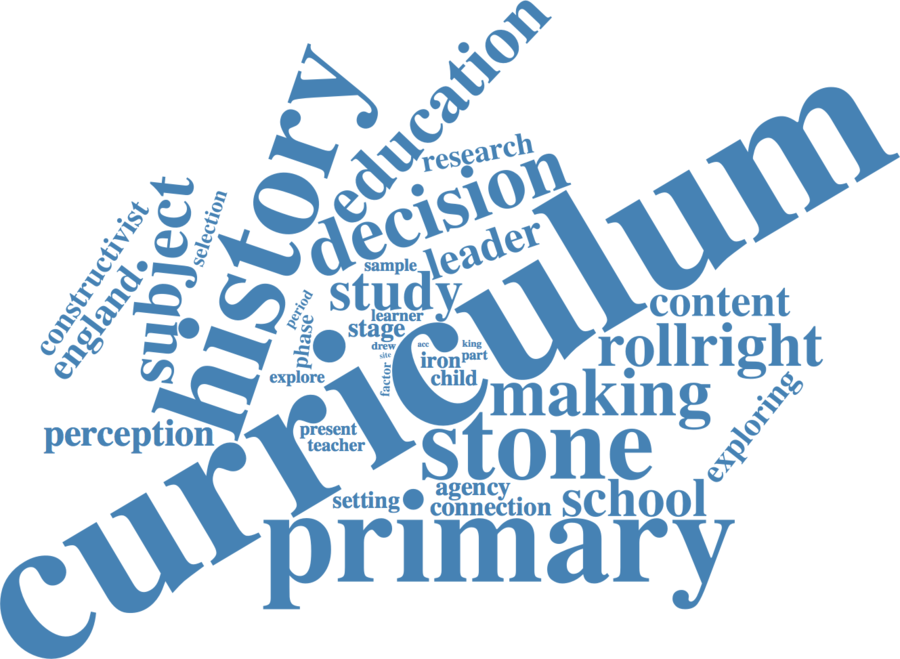 education
history
research
decision
subject
selection
constructivist
england
leader
sample
study
period
learner
phase
stage
curriculum
content
drew
acc
king
site
iron
part
rollright
explore
factor
child
making
exploring
perception
present
teacher
stone
setting
agency
connection
school
primary